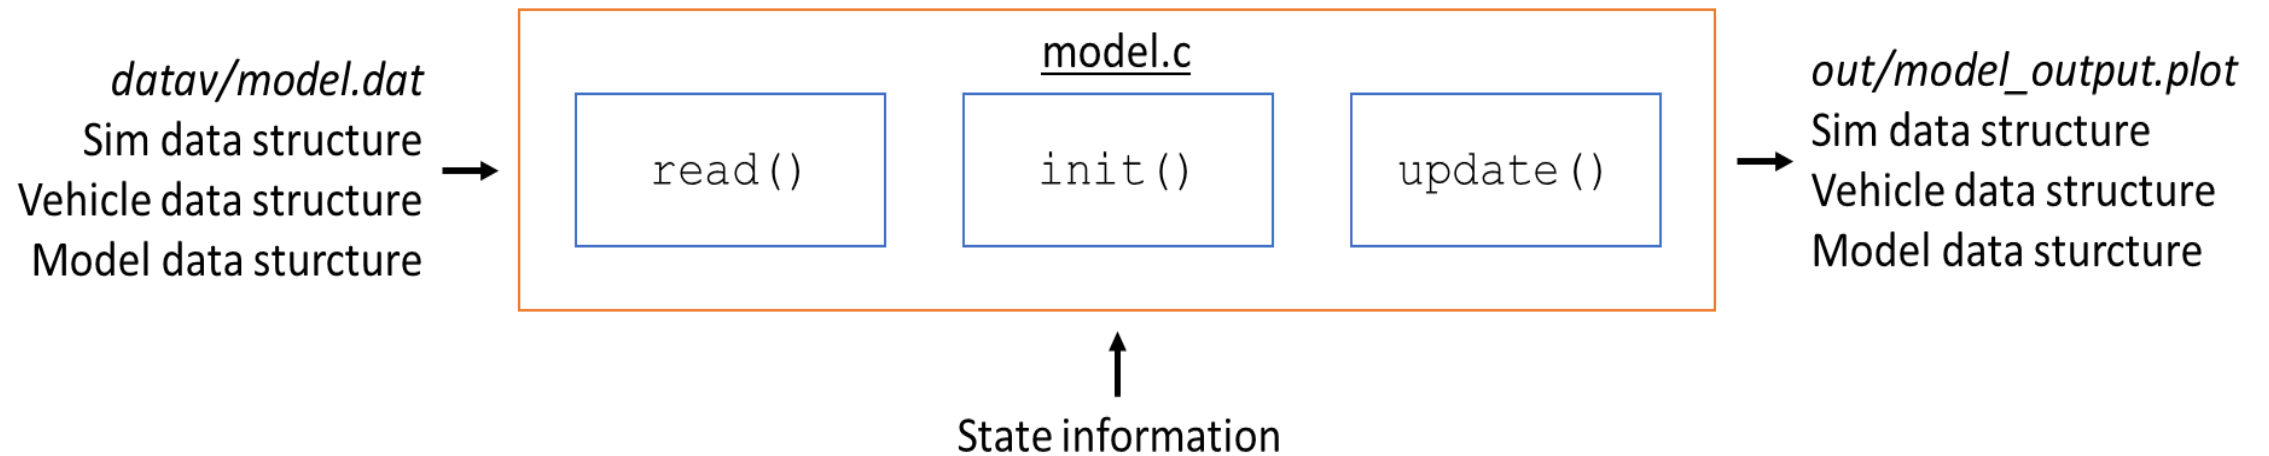 datav/model.dat
Sim data structure
Vehicle data structure
Model data sturcture
model.c
read()
init()
update()
State information
out/model_output.plot
Sim data structure
Vehicle data structure
Model data sturcture